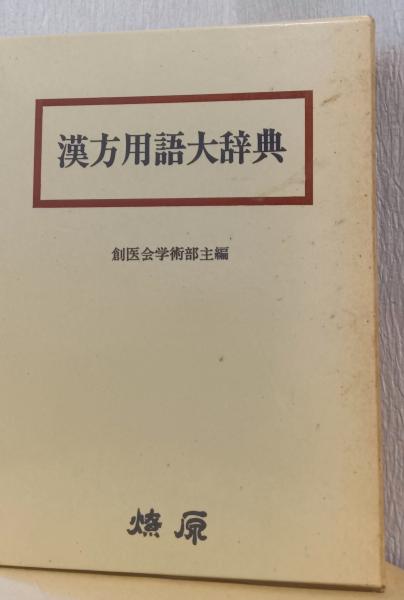 漢方用語大辞典
創医会学術部主編
燎原